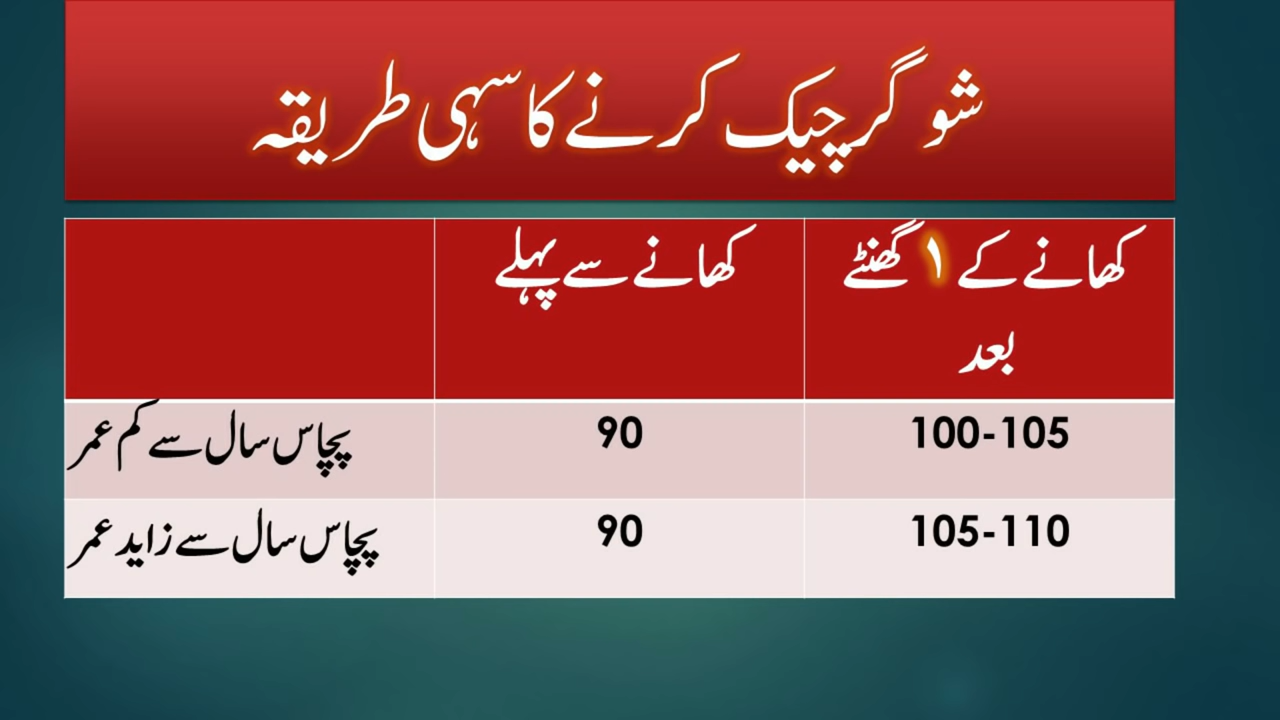 شوگر چیک کرنے کا سہی طریقہ
کھانے کے ۱ گھنٹے
بعد
کھانے سے پہلے
پچاس سال سے کم عمر
90
100-105
پچاس سال سے زاید عمر
90
105-110